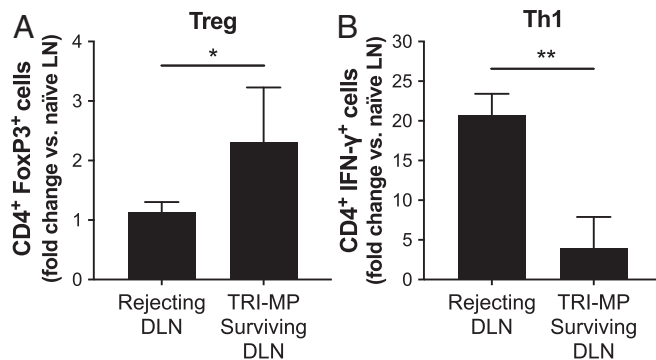 A
Treg
CD4⁺ FoxP3⁺ cells
(fold change vs. naïve LN)
4
3
2
1
0
*
Rejecting
DLN
TRI-MP
Surviving
DLN
B
Th1
CD4⁺ IFN-γ⁺ cells
(fold change vs. naïve LN)
30
25
20
15
10
5
0
**
Rejecting
DLN
TRI-MP
Surviving
DLN